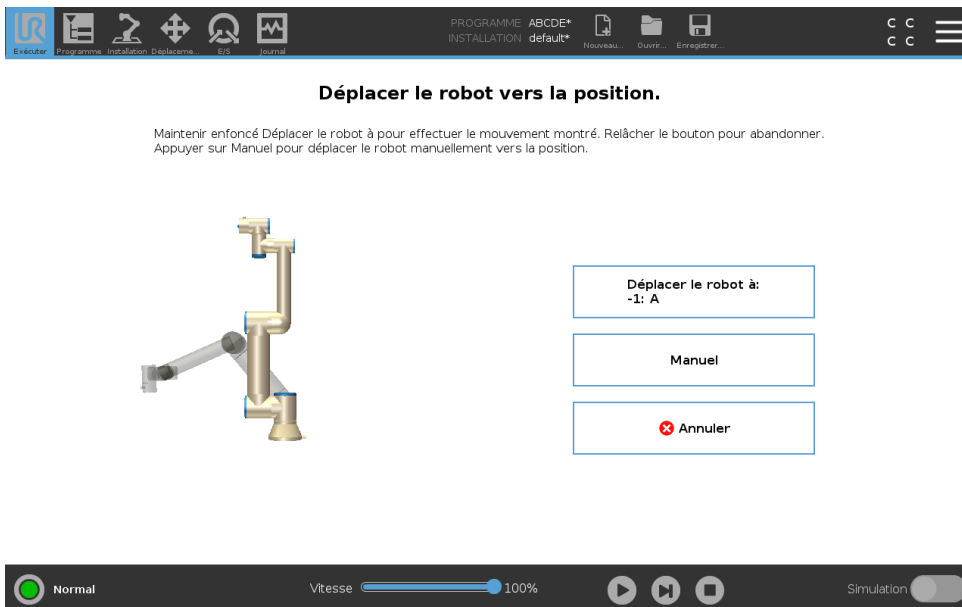 PROGRAMME ABCDE*
INSTALLATION default*
C C
C C
UR
Exécuter Programme Installation Déplaceme... E/S Journal
Nouveau... Ouvrir... Enregistrer...
Déplacer le robot vers la position.
Maintenir enfoncé Déplacer le robot à pour effectuer le mouvement montré. Relâcher le bouton pour abandonner.
Appuyer sur Manuel pour déplacer le robot manuellement vers la position.
Déplacer le robot à:
-1: A
Manuel
Annuler
Normal
Vitesse 100%
Simulation